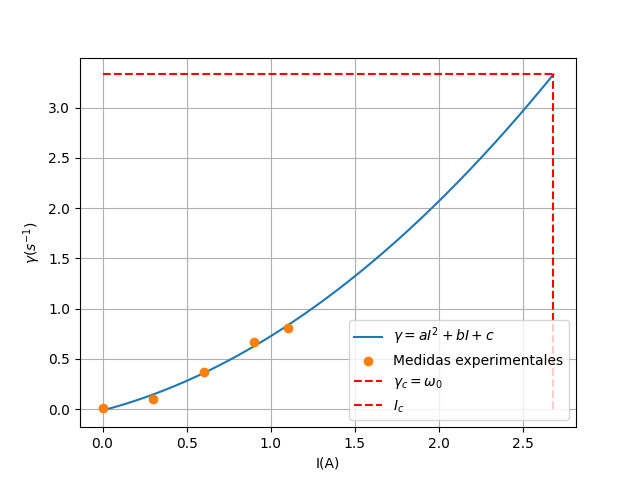 3.0
2.5
2.0
1.5
1.0
0.5
0.0
γ(s⁻¹)
γ = aI² + bI + c
Medidas experimentales
γc = ω₀
Ic
0.0 0.5 1.0 1.5 2.0 2.5
I(A)